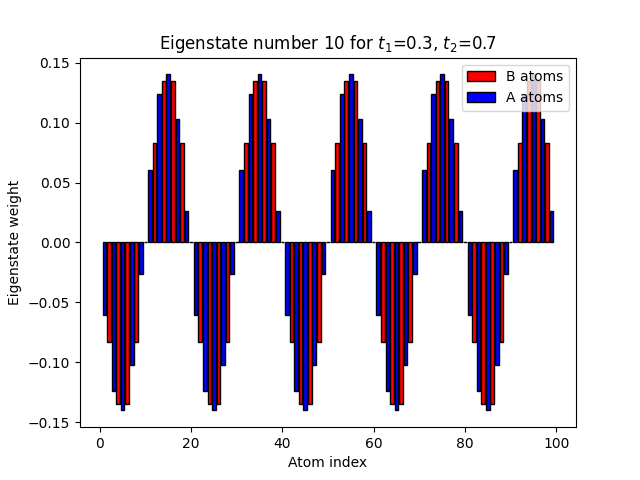 Eigenstate number 10 for t₁=0.3, t₂=0.7
0.15
0.10
0.05
0.00
−0.05
−0.10
−0.15
Eigenstate weight
B atoms
A atoms
0
20
40
60
80
100
Atom index